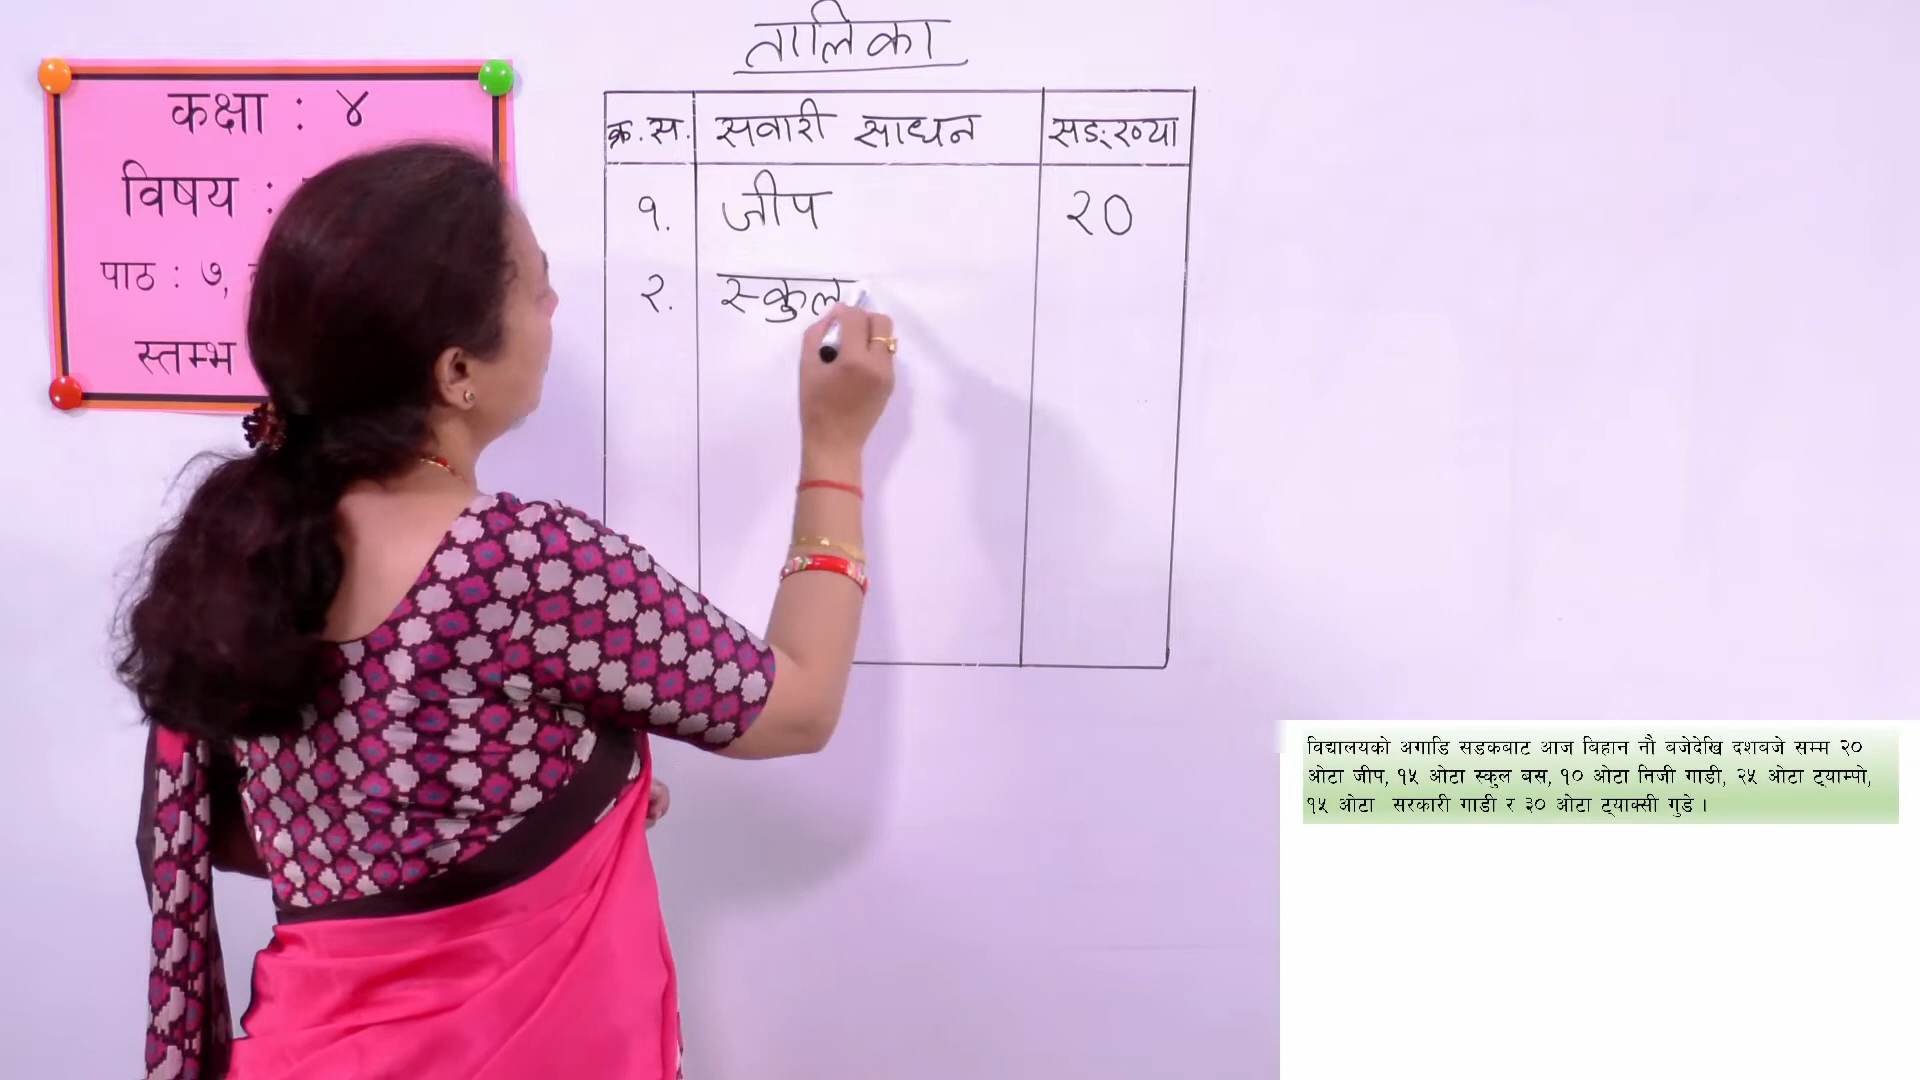 तालिका
कक्षा : ४
विषय :
पाठ : ७,
स्तम्भ
क्र.स. सवारी साधन सङ्ख्या
१. जीप २०
२. स्कुल
विद्यालयको अगाडि सडकबाट आज बिहान नौ बजेदेखि दशबजे सम्म २०
ओटा जीप, १५ ओटा स्कुल बस, १० ओटा निजी गाडी, २५ ओटा ट्याम्पो,
१५ ओटा सरकारी गाडी र ३० ओटा ट्याक्सी गुडे ।